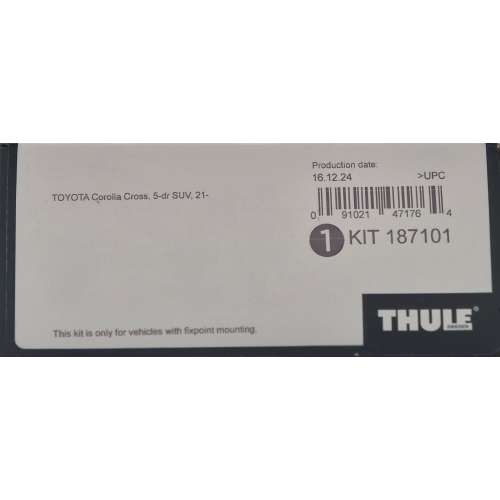 Production date:
16.12.24 >UPC
TOYOTA Corolla Cross, 5-dr SUV, 21-
0 91021 47176 4
1 KIT 187101
THULE
SWEDEN
This kit is only for vehicles with fixpoint mounting.